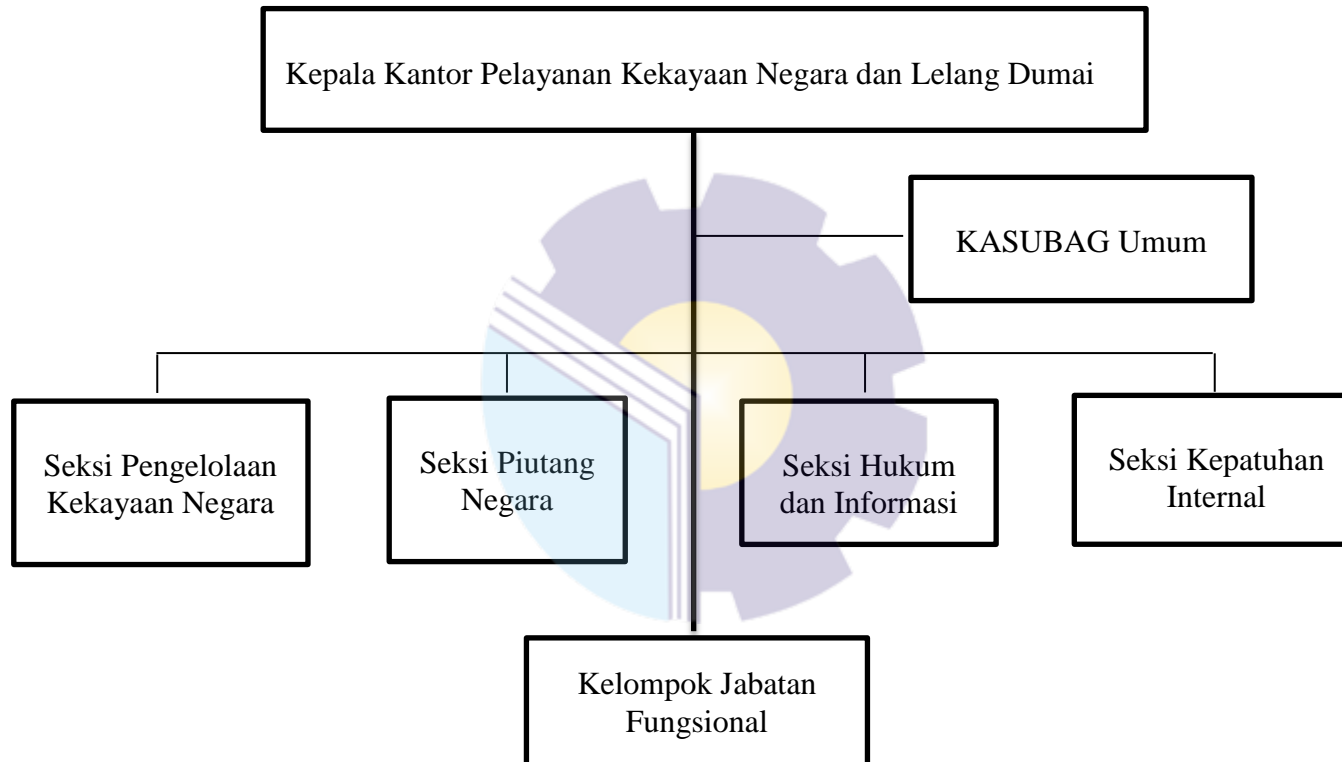 Kepala Kantor Pelayanan Kekayaan Negara dan Lelang Dumai
KASUBAG Umum
Seksi Pengelolaan
Kekayaan Negara
Seksi Piutang
Negara
Seksi Hukum
dan Informasi
Seksi Kepatuhan
Internal
Kelompok Jabatan
Fungsional